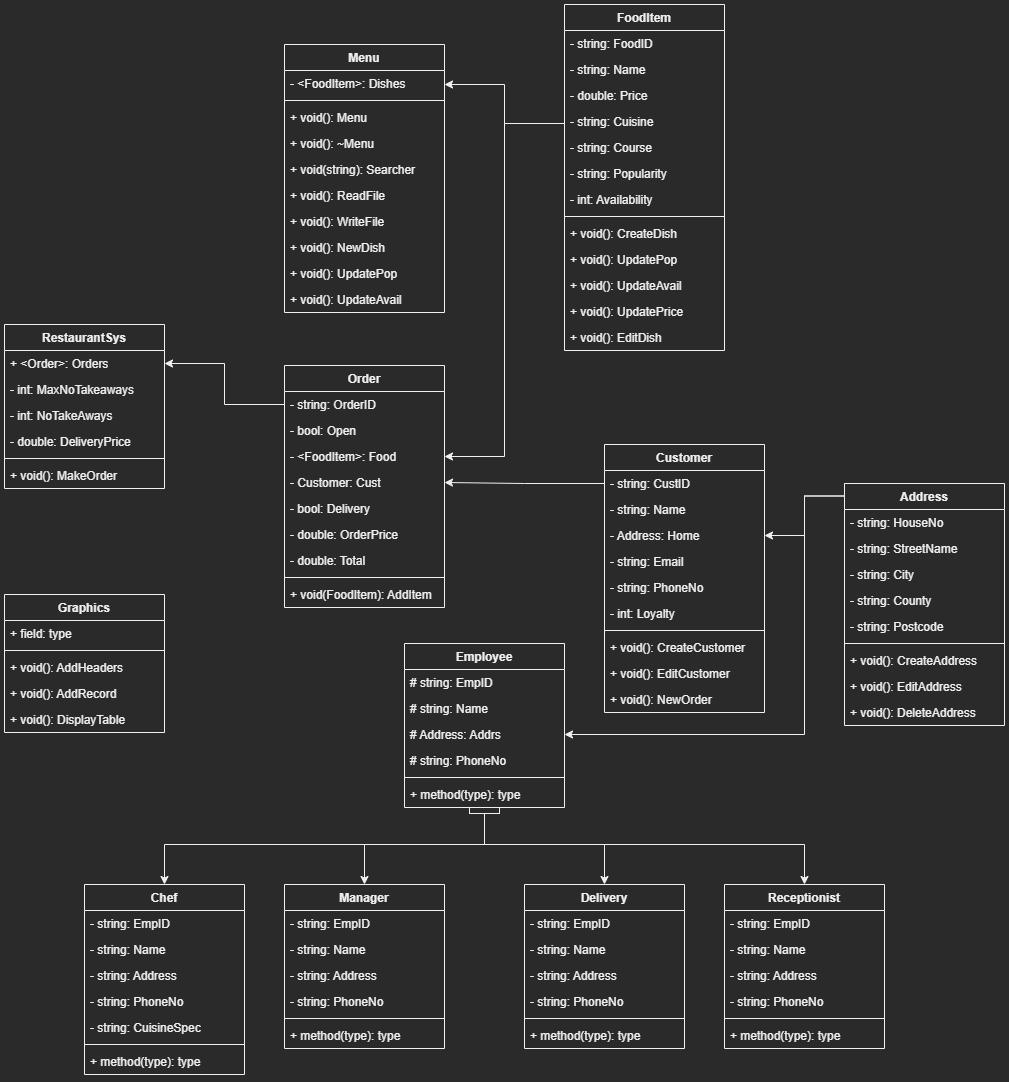 FoodItem
- string: FoodID
- string: Name
- double: Price
- string: Cuisine
- string: Course
- string: Popularity
- int: Availability
+ void(): CreateDish
+ void(): UpdatePop
+ void(): UpdateAvail
+ void(): UpdatePrice
+ void(): EditDish
Menu
- <FoodItem>: Dishes
+ void(): Menu
+ void(): ~Menu
+ void(string): Searcher
+ void(): ReadFile
+ void(): WriteFile
+ void(): NewDish
+ void(): UpdatePop
+ void(): UpdateAvail
RestaurantSys
+ <Order>: Orders
- int: MaxNoTakeaways
- int: NoTakeAways
- double: DeliveryPrice
+ void(): MakeOrder
Order
- string: OrderID
- bool: Open
- <FoodItem>: Food
- Customer: Cust
- bool: Delivery
- double: OrderPrice
- double: Total
+ void(FoodItem): AddItem
Customer
- string: CustID
- string: Name
- Address: Home
- string: Email
- string: PhoneNo
- int: Loyalty
+ void(): CreateCustomer
+ void(): EditCustomer
+ void(): NewOrder
Address
- string: HouseNo
- string: StreetName
- string: City
- string: County
- string: Postcode
+ void(): CreateAddress
+ void(): EditAddress
+ void(): DeleteAddress
Graphics
+ field: type
+ void(): AddHeaders
+ void(): AddRecord
+ void(): DisplayTable
Employee
# string: EmpID
# string: Name
# Address: Addrs
# string: PhoneNo
+ method(type): type
Chef
- string: EmpID
- string: Name
- string: Address
- string: PhoneNo
- string: CuisineSpec
+ method(type): type
Manager
- string: EmpID
- string: Name
- string: Address
- string: PhoneNo
+ method(type): type
Delivery
- string: EmpID
- string: Name
- string: Address
- string: PhoneNo
+ method(type): type
Receptionist
- string: EmpID
- string: Name
- string: Address
- string: PhoneNo
+ method(type): type